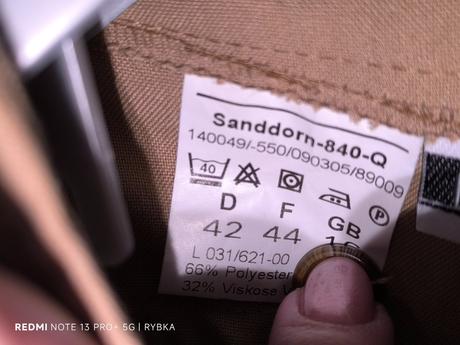 Sanddorn-840-Q
140049/-550/090305/89009
40 P
D F GB
42 44
L 031/621-00
66% Polyester
32% Viskose
REDMI NOTE 13 PRO+ 5G | RYBKA